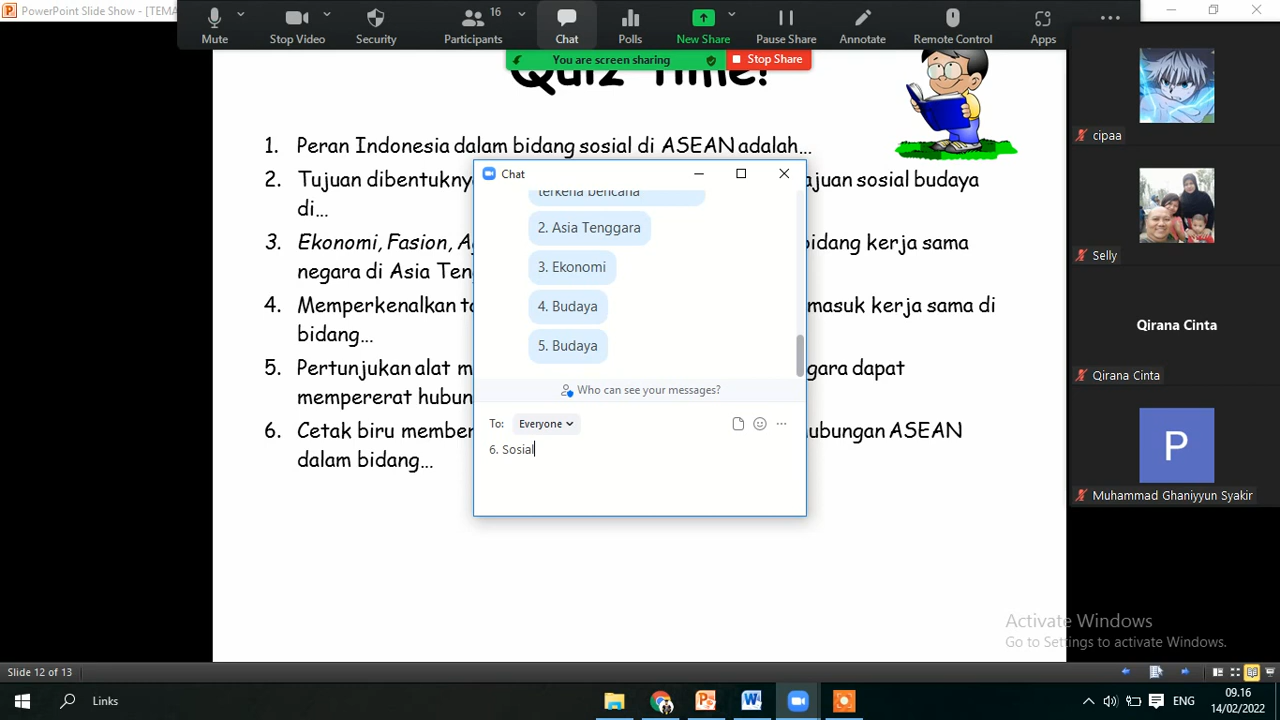 PowerPoint Slide Show - [TEMA
Mute
Stop Video
Security
16
Participants
Chat
Polls
New Share
Pause Share
Annotate
Remote Control
Apps
You are screen sharing
Stop Share
Quiz Time!
1. Peran Indonesia dalam bidang sosial di ASEAN adalah...
2. Tujuan dibentukny
ajuan sosial budaya
di...
3. Ekonomi, Fasion, A
bidang kerja sama
negara di Asia Ten
4. Memperkenalkan ta
masuk kerja sama di
bidang...
5. Pertunjukan alat m
gara dapat
mempererat hubun
6. Cetak biru member
ubungan ASEAN
dalam bidang...
Chat
terkena bencana
2. Asia Tenggara
3. Ekonomi
4. Budaya
5. Budaya
Who can see your messages?
To: Everyone
6. Sosial
cipaa
Selly
Qirana Cinta
Qirana Cinta
P
Muhammad Ghaniyyun Syakir
Activate Windows
Go to Settings to activate Windows.
Slide 12 of 13
Links
ENG
09.16
14/02/2022